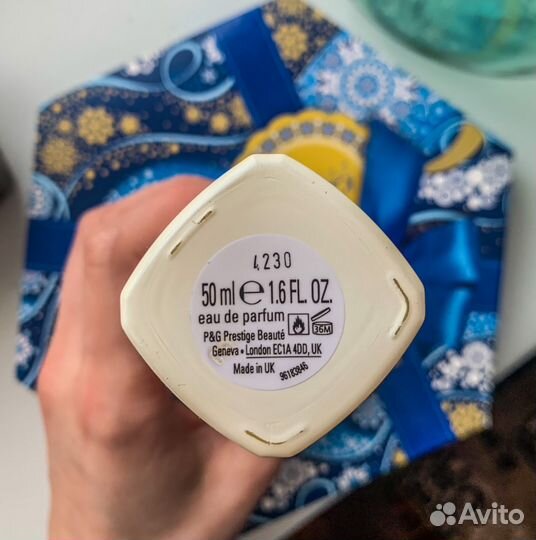 4230
50 ml ℮ 1.6 FL. OZ.
eau de parfum
36M
P&G Prestige Beauté
Geneva • London EC1A 4DD, UK
Made in UK
96183846
Avito